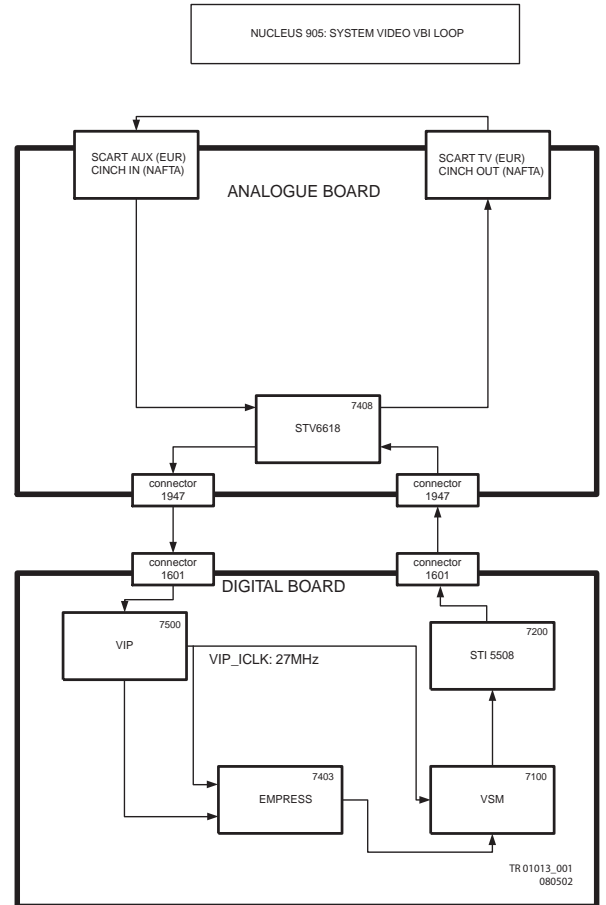 NUCLEUS 905: SYSTEM VIDEO VBI LOOP
SCART AUX (EUR)
CINCH IN (NAFTA)
SCART TV (EUR)
CINCH OUT (NAFTA)
ANALOGUE BOARD
7408
STV6618
connector
1947
connector
1947
connector
1601
connector
1601
DIGITAL BOARD
7500
VIP
7200
STI 5508
VIP_ICLK: 27MHz
7403
EMPRESS
7100
VSM
TR 01013_001
080502